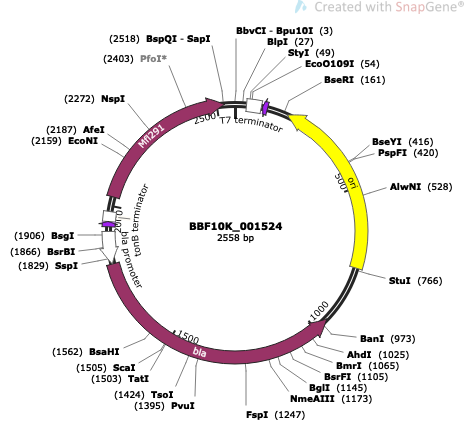 Created with SnapGene®
(2518) BspQI - SapI
BbvCI - Bpu10I (3)
BlpI (27)
StyI (49)
EcoO109I (54)
BseRI (161)
(2403) PfoI*
(2272) NspI
(2187) AfeI
(2159) EcoNI
(1906) BsgI
(1866) BsrBI
(1829) SspI
(1562) BsaHI
(1505) ScaI
(1503) TatI
(1424) TsoI
(1395) PvuI
FspI (1247)
NmeAIII (1173)
BglI (1145)
BsrFI (1105)
BmrI (1065)
AhdI (1025)
BanI (973)
StuI (766)
AlwNI (528)
PspFI (420)
BseYI (416)
2500
T7 terminator
Mfl291
ori
500
1000
1500
bla
bla promoter
tonB terminator
BBF10K_001524
2558 bp